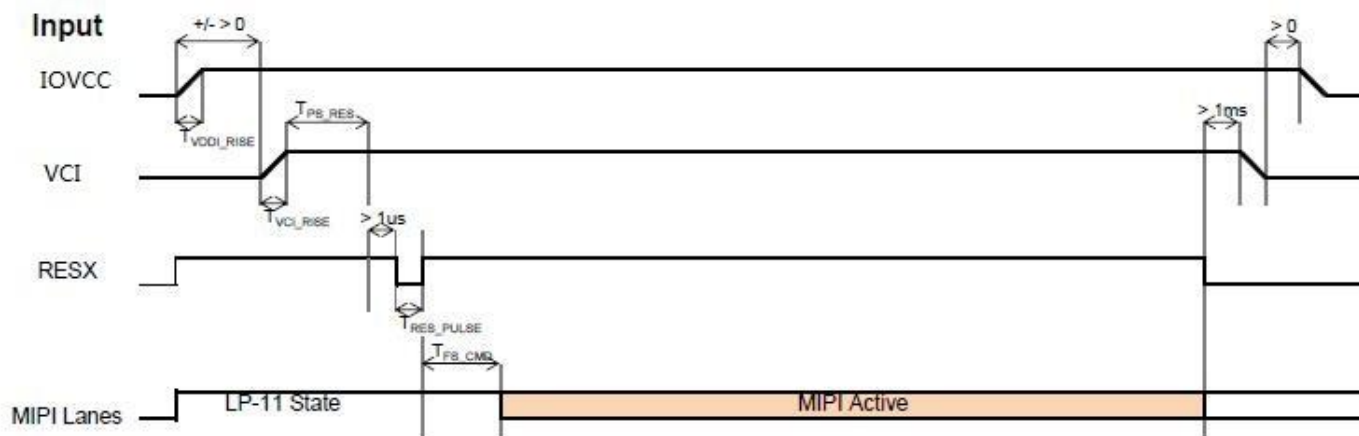 Input
+/- > 0
> 0
IOVCC
T_VDDI_RISE
T_PS_RES
> 1ms
VCI
T_VCI_RISE
> 1us
RESX
T_RES_PULSE
T_FS_CMD
LP-11 State
MIPI Active
MIPI Lanes